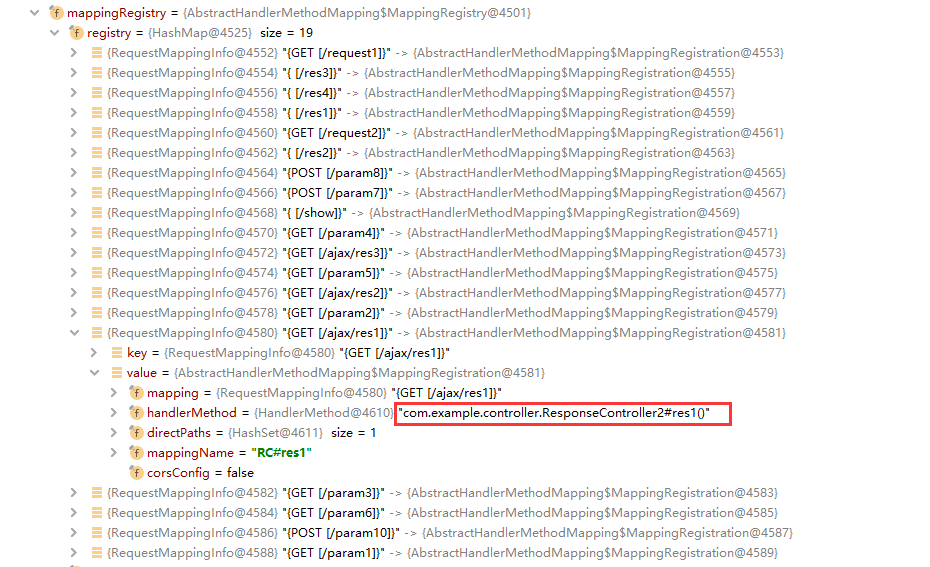 mappingRegistry = {AbstractHandlerMethodMapping$MappingRegistry@4501}
registry = {HashMap@4525} size = 19
{RequestMappingInfo@4552} "{GET [/request1]}" -> {AbstractHandlerMethodMapping$MappingRegistration@4553}
{RequestMappingInfo@4554} "{ [/res3]}" -> {AbstractHandlerMethodMapping$MappingRegistration@4555}
{RequestMappingInfo@4556} "{ [/res4]}" -> {AbstractHandlerMethodMapping$MappingRegistration@4557}
{RequestMappingInfo@4558} "{ [/res1]}" -> {AbstractHandlerMethodMapping$MappingRegistration@4559}
{RequestMappingInfo@4560} "{GET [/request2]}" -> {AbstractHandlerMethodMapping$MappingRegistration@4561}
{RequestMappingInfo@4562} "{ [/res2]}" -> {AbstractHandlerMethodMapping$MappingRegistration@4563}
{RequestMappingInfo@4564} "{POST [/param8]}" -> {AbstractHandlerMethodMapping$MappingRegistration@4565}
{RequestMappingInfo@4566} "{POST [/param7]}" -> {AbstractHandlerMethodMapping$MappingRegistration@4567}
{RequestMappingInfo@4568} "{ [/show]}" -> {AbstractHandlerMethodMapping$MappingRegistration@4569}
{RequestMappingInfo@4570} "{GET [/param4]}" -> {AbstractHandlerMethodMapping$MappingRegistration@4571}
{RequestMappingInfo@4572} "{GET [/ajax/res3]}" -> {AbstractHandlerMethodMapping$MappingRegistration@4573}
{RequestMappingInfo@4574} "{GET [/param5]}" -> {AbstractHandlerMethodMapping$MappingRegistration@4575}
{RequestMappingInfo@4576} "{GET [/ajax/res2]}" -> {AbstractHandlerMethodMapping$MappingRegistration@4577}
{RequestMappingInfo@4578} "{GET [/param2]}" -> {AbstractHandlerMethodMapping$MappingRegistration@4579}
{RequestMappingInfo@4580} "{GET [/ajax/res1]}" -> {AbstractHandlerMethodMapping$MappingRegistration@4581}
key = {RequestMappingInfo@4580} "{GET [/ajax/res1]}"
value = {AbstractHandlerMethodMapping$MappingRegistration@4581}
mapping = {RequestMappingInfo@4580} "{GET [/ajax/res1]}"
handlerMethod = {HandlerMethod@4610} "com.example.controller.ResponseController2#res1()"
directPaths = {HashSet@4611} size = 1
mappingName = "RC#res1"
corsConfig = false
{RequestMappingInfo@4582} "{GET [/param3]}" -> {AbstractHandlerMethodMapping$MappingRegistration@4583}
{RequestMappingInfo@4584} "{GET [/param6]}" -> {AbstractHandlerMethodMapping$MappingRegistration@4585}
{RequestMappingInfo@4586} "{POST [/param10]}" -> {AbstractHandlerMethodMapping$MappingRegistration@4587}
{RequestMappingInfo@4588} "{GET [/param1]}" -> {AbstractHandlerMethodMapping$MappingRegistration@4589}